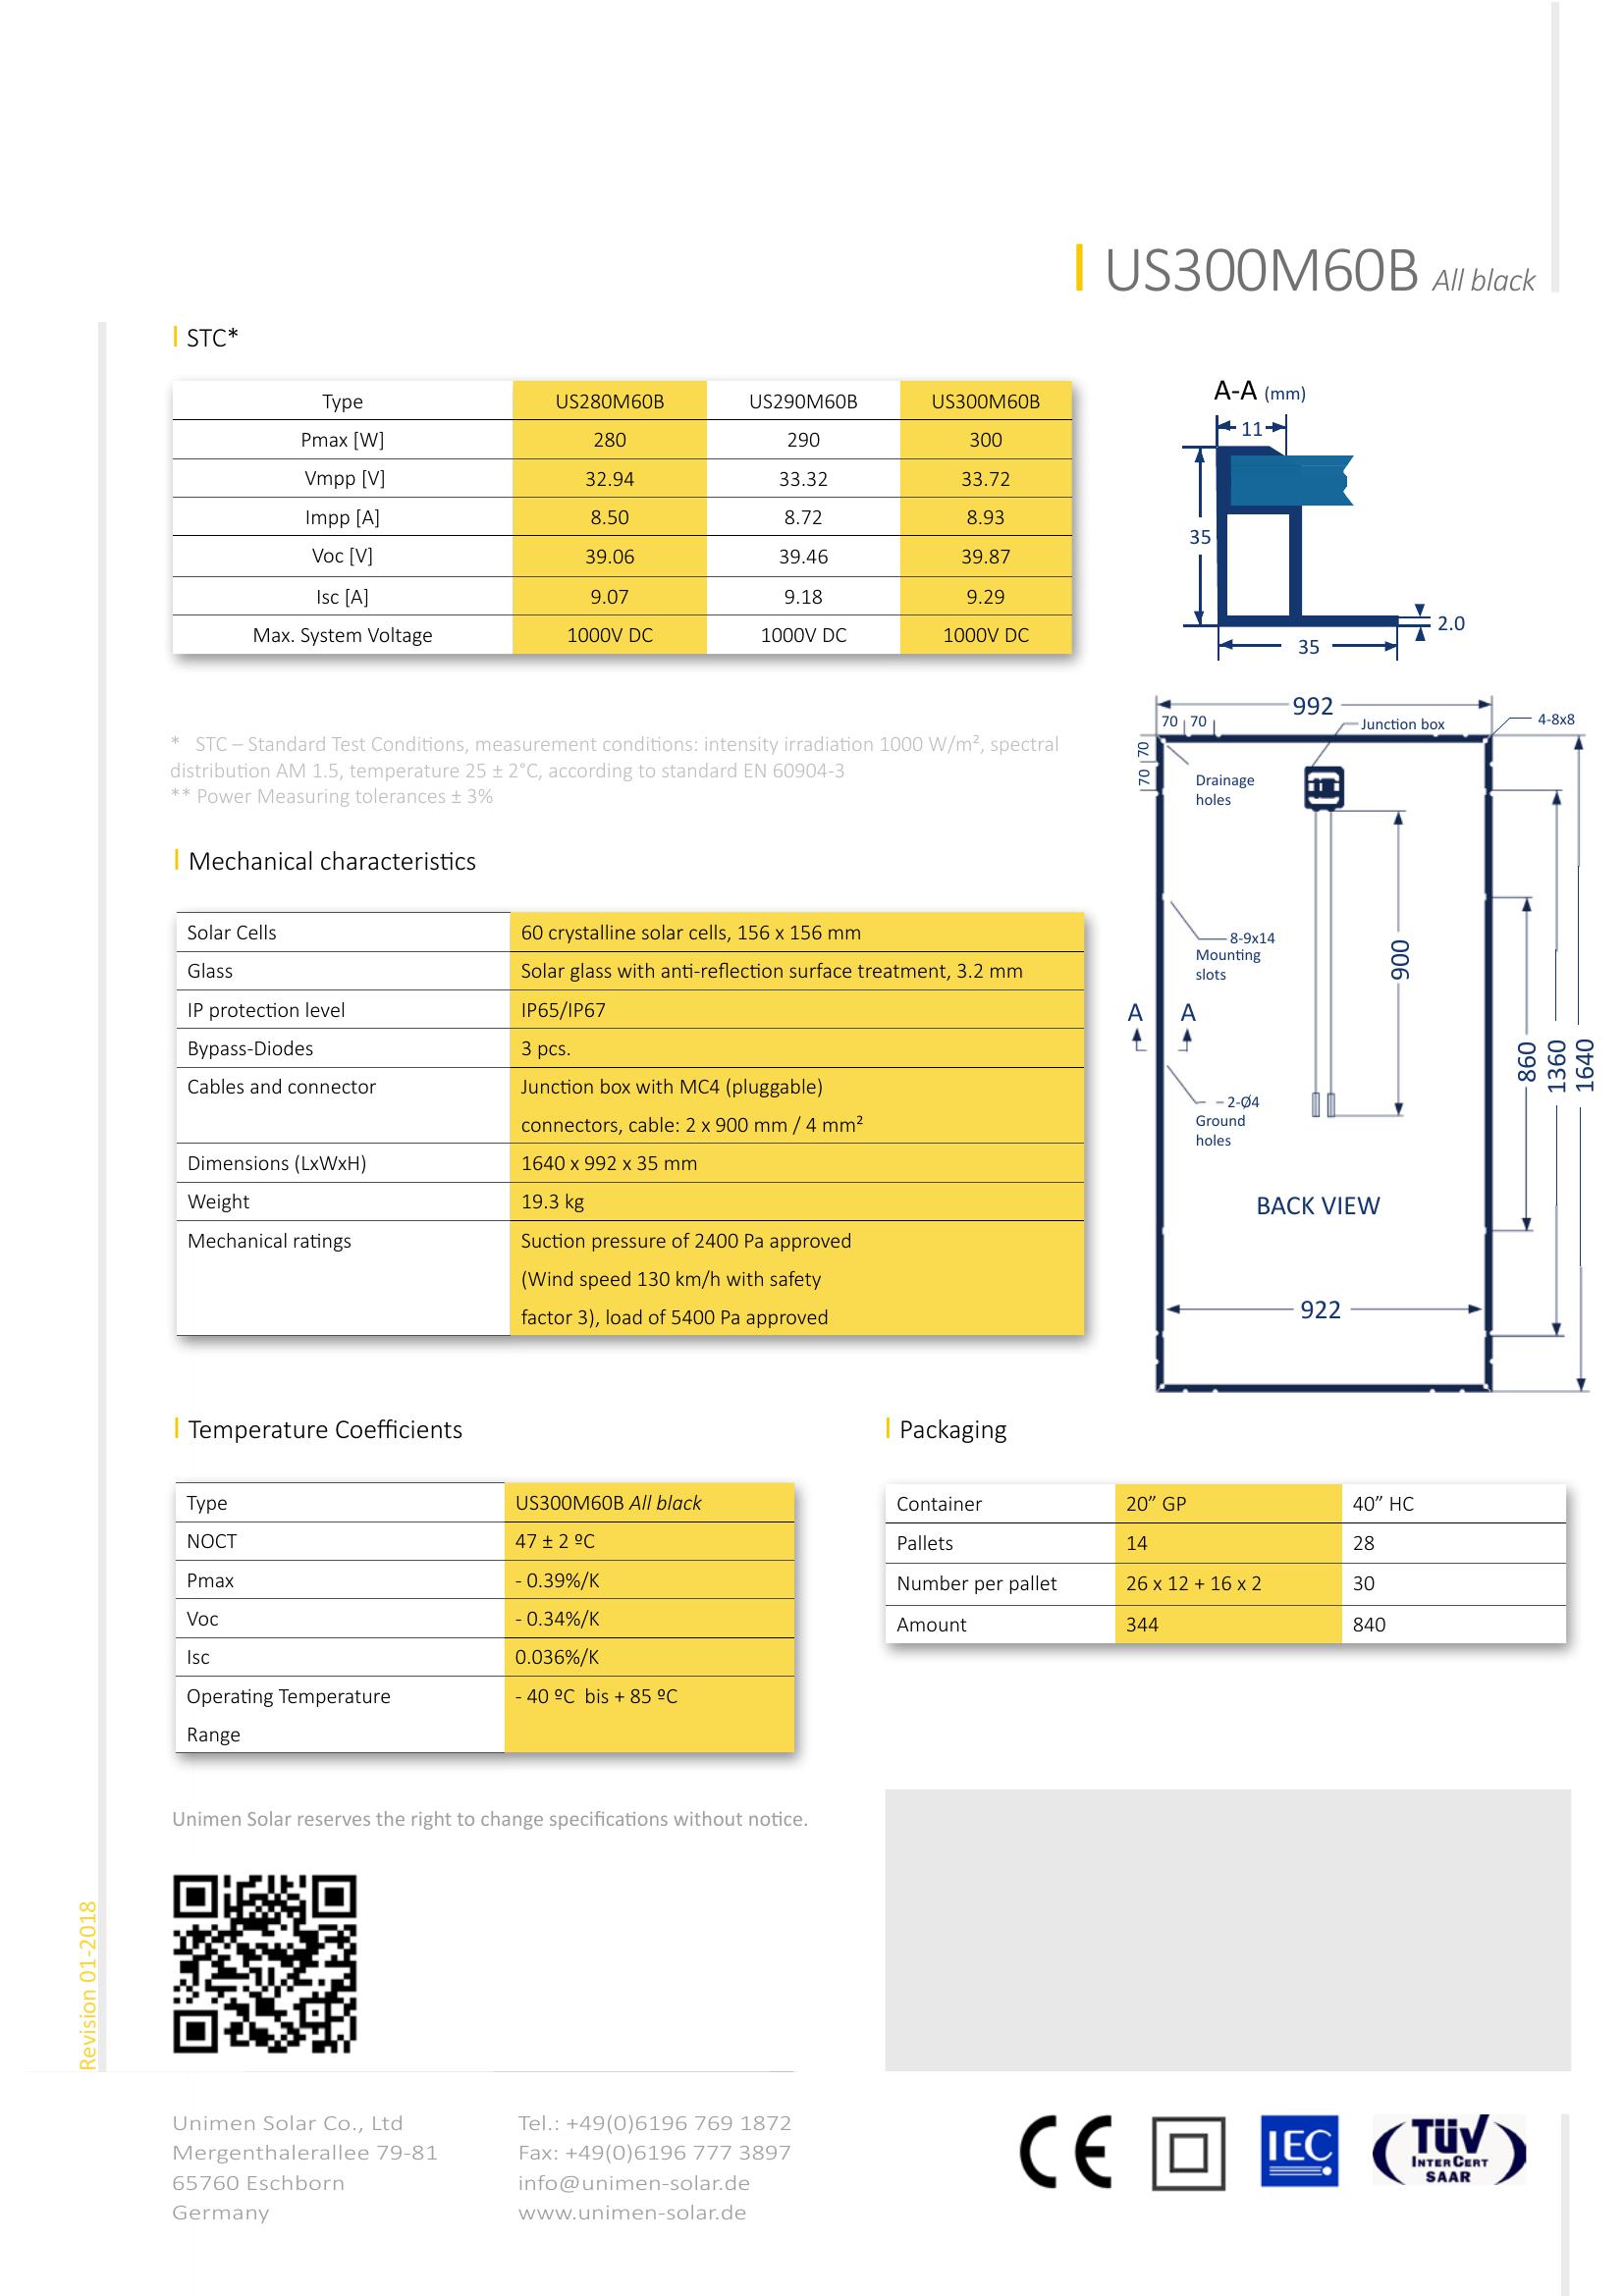 US300M60B All black
STC*
Type US280M60B US290M60B US300M60B
Pmax [W] 280 290 300
Vmpp [V] 32.94 33.32 33.72
Impp [A] 8.50 8.72 8.93
Voc [V] 39.06 39.46 39.87
Isc [A] 9.07 9.18 9.29
Max. System Voltage 1000V DC 1000V DC 1000V DC
A-A (mm)
11
35
2.0
35
* STC – Standard Test Conditions, measurement conditions: intensity irradiation 1000 W/m², spectral
distribution AM 1.5, temperature 25 ± 2°C, according to standard EN 60904-3
** Power Measuring tolerances ± 3%
992
70 70
Junction box
4-8x8
70
70
Drainage
holes
8-9x14
Mounting
slots
900
A A
860
1360
1640
2-Ø4
Ground
holes
BACK VIEW
922
Mechanical characteristics
Solar Cells 60 crystalline solar cells, 156 x 156 mm
Glass Solar glass with anti-reflection surface treatment, 3.2 mm
IP protection level IP65/IP67
Bypass-Diodes 3 pcs.
Cables and connector Junction box with MC4 (pluggable)
connectors, cable: 2 x 900 mm / 4 mm²
Dimensions (LxWxH) 1640 x 992 x 35 mm
Weight 19.3 kg
Mechanical ratings Suction pressure of 2400 Pa approved
(Wind speed 130 km/h with safety
factor 3), load of 5400 Pa approved
Temperature Coefficients
Type US300M60B All black
NOCT 47 ± 2 ºC
Pmax - 0.39%/K
Voc - 0.34%/K
Isc 0.036%/K
Operating Temperature - 40 ºC bis + 85 ºC
Range
Packaging
Container 20” GP 40” HC
Pallets 14 28
Number per pallet 26 x 12 + 16 x 2 30
Amount 344 840
Unimen Solar reserves the right to change specifications without notice.
Revision 01-2018
Unimen Solar Co., Ltd
Mergenthalerallee 79-81
65760 Eschborn
Germany
Tel.: +49(0)6196 769 1872
Fax: +49(0)6196 777 3897
info@unimen-solar.de
www.unimen-solar.de
CE
IEC
TÜV
INTERCERT
SAAR